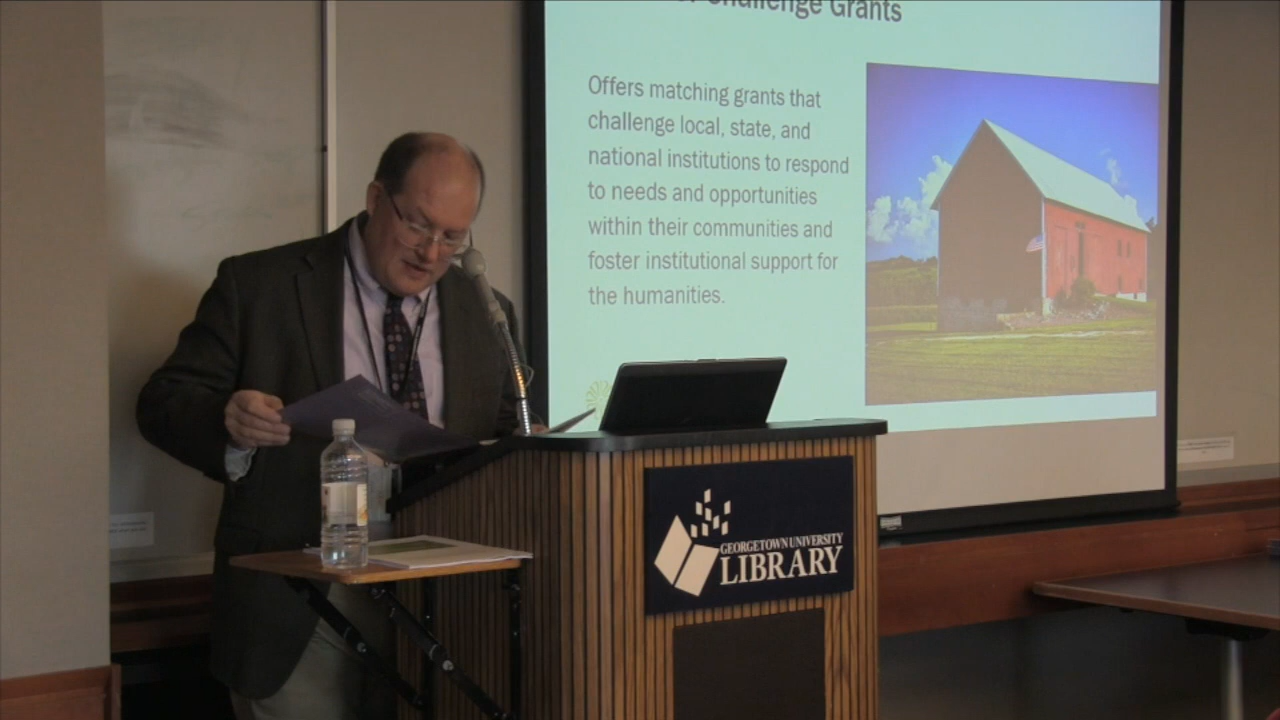 Challenge Grants
Offers matching grants that
challenge local, state, and
national institutions to respond
to needs and opportunities
within their communities and
foster institutional support for
the humanities.
GEORGETOWN UNIVERSITY
LIBRARY